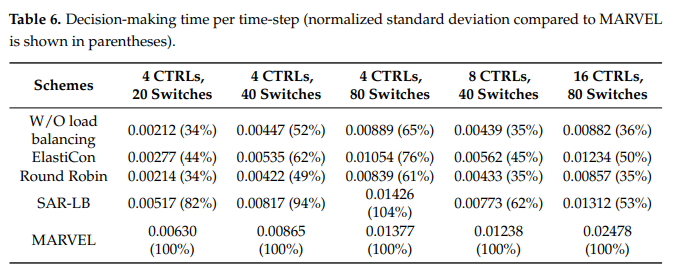 Table 6. Decision-making time per time-step (normalized standard deviation compared to MARVEL
is shown in parentheses).
Schemes 4 CTRLs, 4 CTRLs, 4 CTRLs, 8 CTRLs, 16 CTRLs,
20 Switches 40 Switches 80 Switches 40 Switches 80 Switches
W/O load
balancing 0.00212 (34%) 0.00447 (52%) 0.00889 (65%) 0.00439 (35%) 0.00882 (36%)
ElastiCon 0.00277 (44%) 0.00535 (62%) 0.01054 (76%) 0.00562 (45%) 0.01234 (50%)
Round Robin 0.00214 (34%) 0.00422 (49%) 0.00839 (61%) 0.00433 (35%) 0.00857 (35%)
SAR-LB 0.00517 (82%) 0.00817 (94%) 0.01426 0.00773 (62%) 0.01312 (53%)
(104%)
MARVEL 0.00630 0.00865 0.01377 0.01238 0.02478
(100%) (100%) (100%) (100%) (100%)